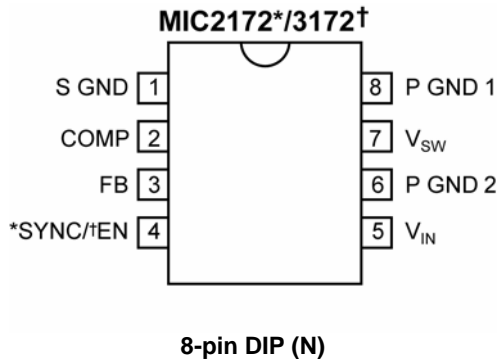 MIC2172*/3172†
S GND 1
COMP 2
FB 3
*SYNC/†EN 4
8 P GND 1
7 VSW
6 P GND 2
5 VIN
8-pin DIP (N)